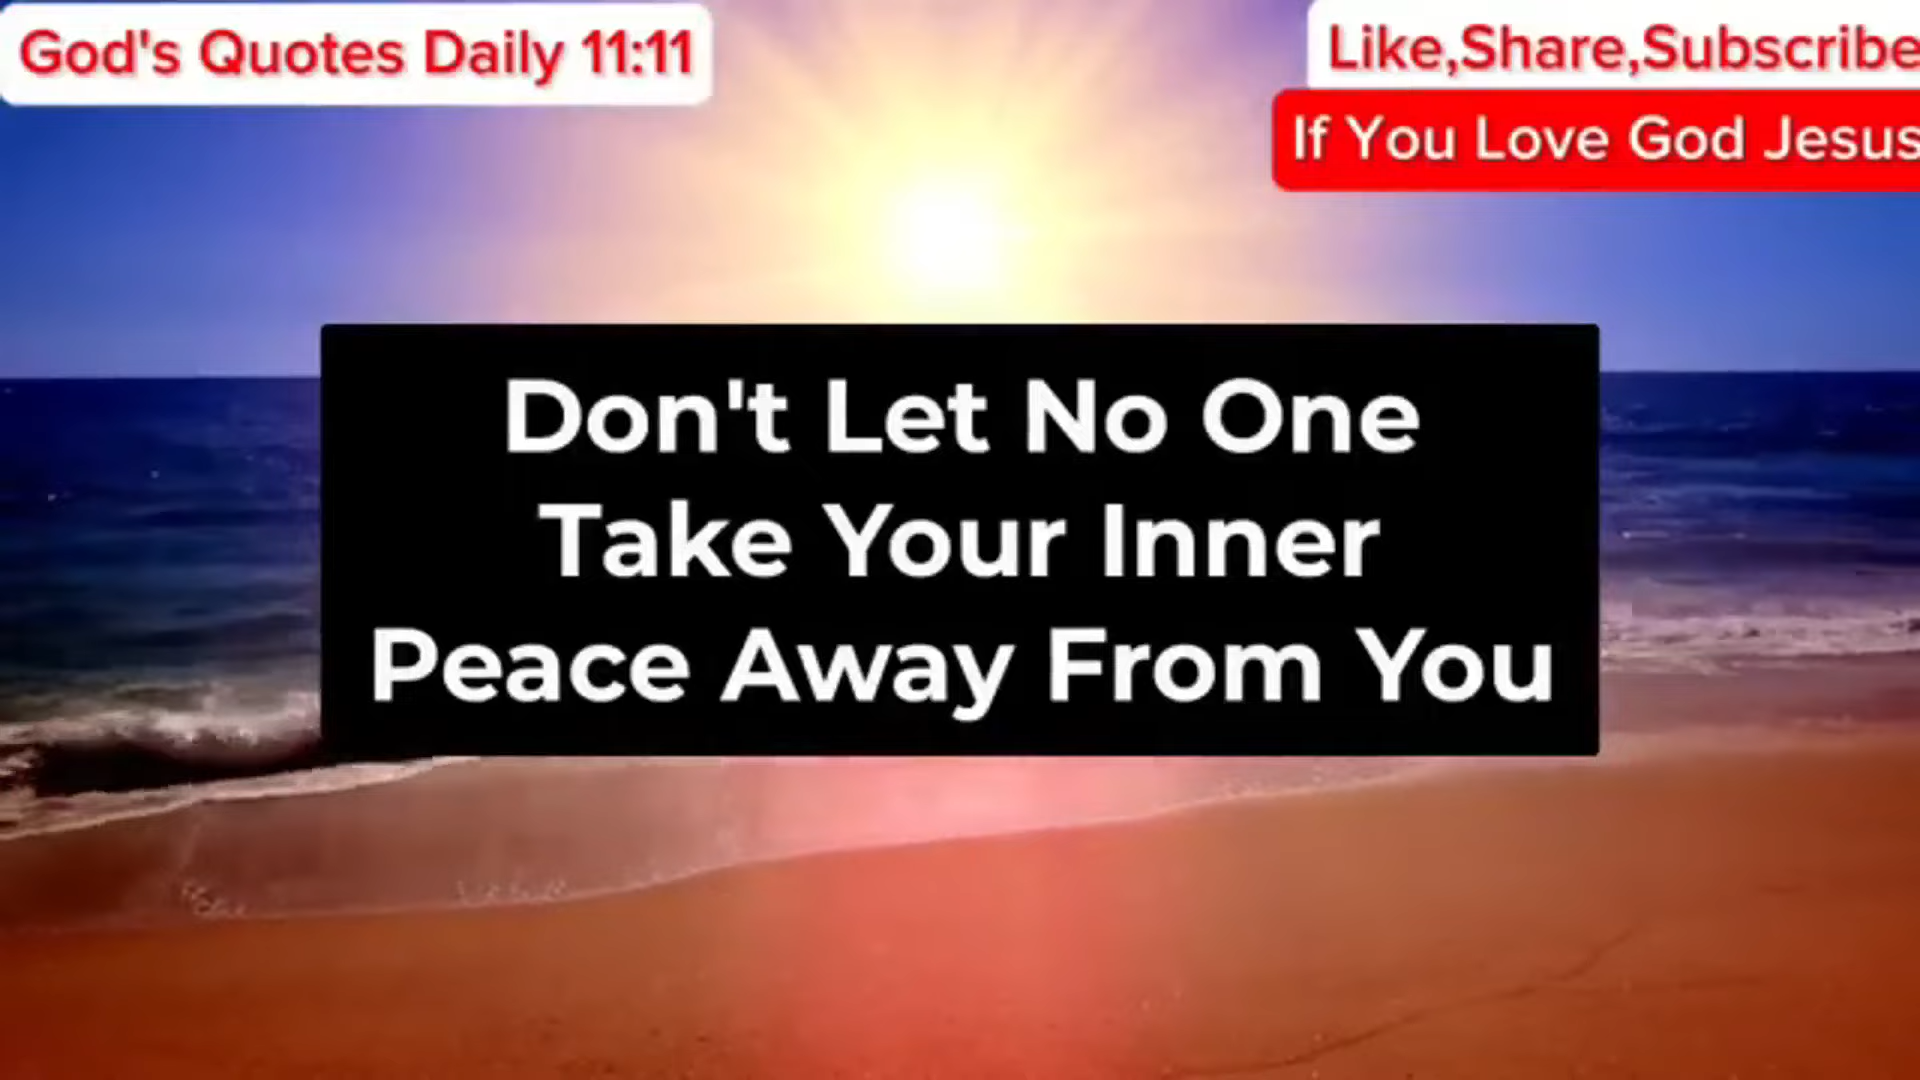 God's Quotes Daily 11:11
Like,Share,Subscribe
If You Love God Jesus
Don't Let No One
Take Your Inner
Peace Away From You